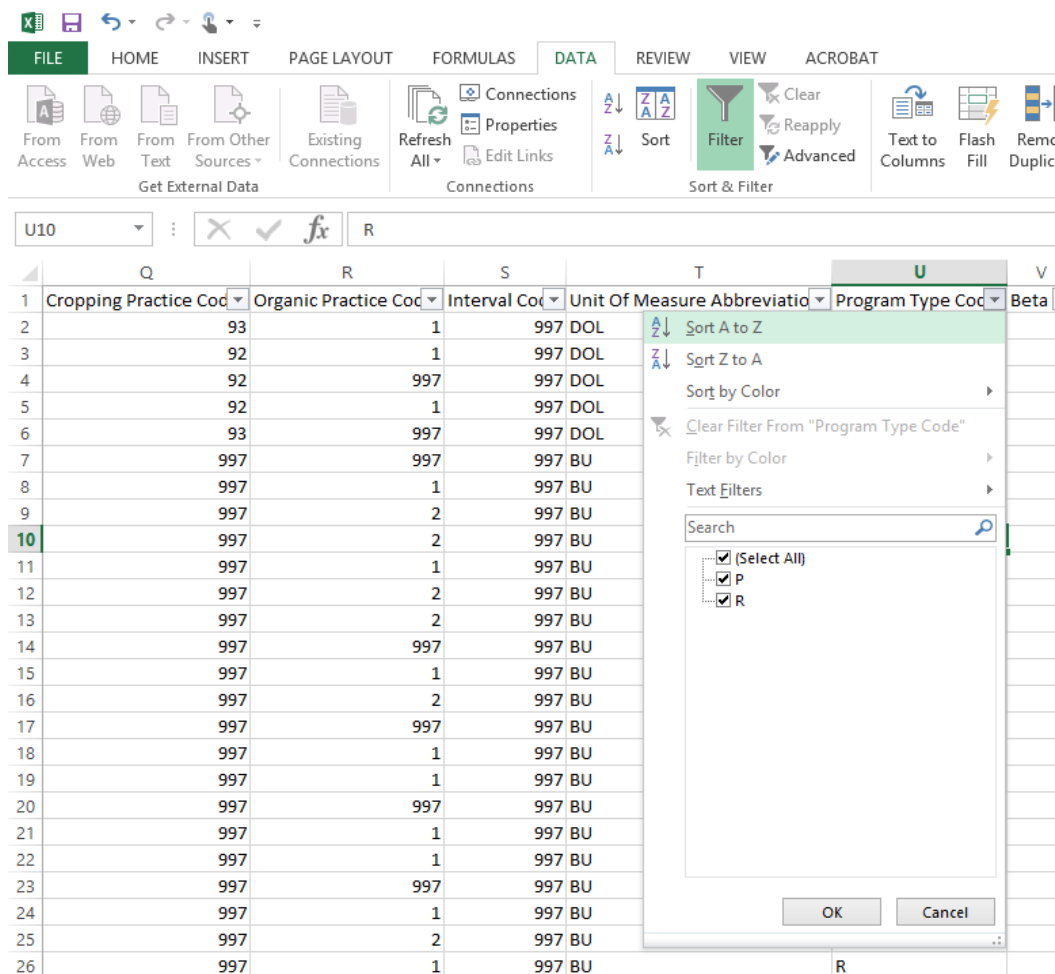 FILE HOME INSERT PAGE LAYOUT FORMULAS DATA REVIEW VIEW ACROBAT
From Access
From Web
From Text
From Other Sources
Existing Connections
Refresh All
Connections
Properties
Edit Links
Sort
Filter
Clear
Reapply
Advanced
Text to Columns
Flash Fill
Remo
Duplic
Get External Data Connections Sort & Filter
U10 fx R
Q R S T U V
1 Cropping Practice Cod Organic Practice Coc Interval Coc Unit Of Measure Abbreviatio Program Type Coc Beta
2 93 1 997 DOL
3 92 1 997 DOL
4 92 997 997 DOL
5 92 1 997 DOL
6 93 997 997 DOL
7 997 997 997 BU
8 997 1 997 BU
9 997 2 997 BU
10 997 2 997 BU
11 997 1 997 BU
12 997 2 997 BU
13 997 2 997 BU
14 997 997 997 BU
15 997 1 997 BU
16 997 2 997 BU
17 997 997 997 BU
18 997 1 997 BU
19 997 1 997 BU
20 997 997 997 BU
21 997 1 997 BU
22 997 1 997 BU
23 997 997 997 BU
24 997 1 997 BU
25 997 2 997 BU
26 997 1 997 BU R
Sort A to Z
Sort Z to A
Sort by Color
Clear Filter From "Program Type Code"
Filter by Color
Text Filters
Search
(Select All)
P
R
OK Cancel